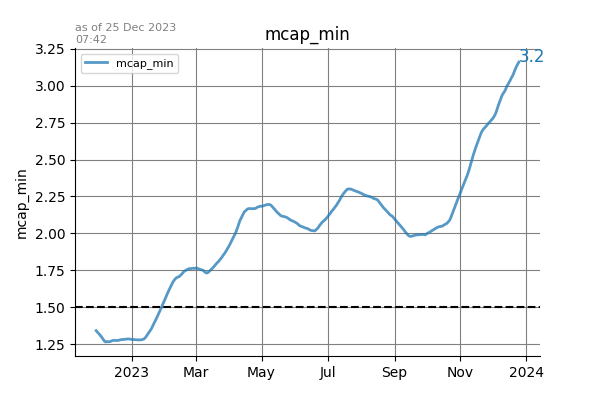 as of 25 Dec 2023
07:42
mcap_min
3.25
3.2
mcap_min
3.00
2.75
2.50
2.25
mcap_min
2.00
1.75
1.50
1.25
2023
Mar
May
Jul
Sep
Nov
2024